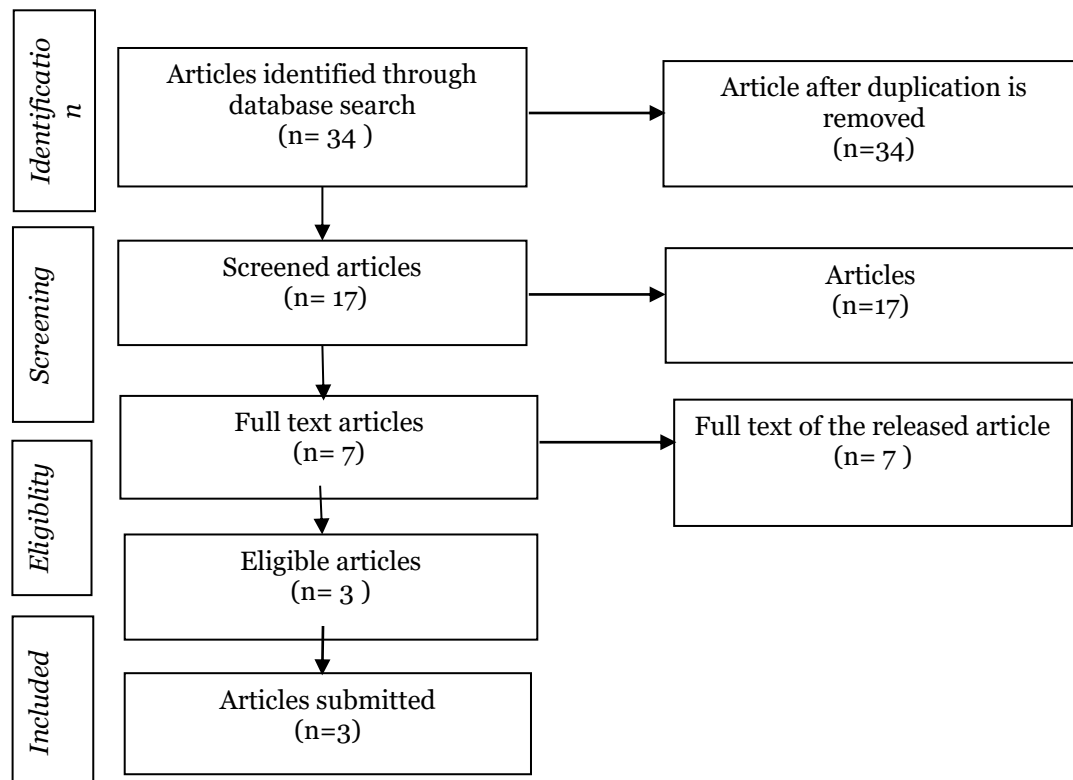 Identificatio
n
Articles identified through
database search
(n= 34 )
Article after duplication is
removed
(n=34)
Screening
Screened articles
(n= 17)
Articles
(n=17)
Full text articles
(n= 7)
Full text of the released article
(n= 7 )
Eligiblity
Eligible articles
(n= 3 )
Included
Articles submitted
(n=3)